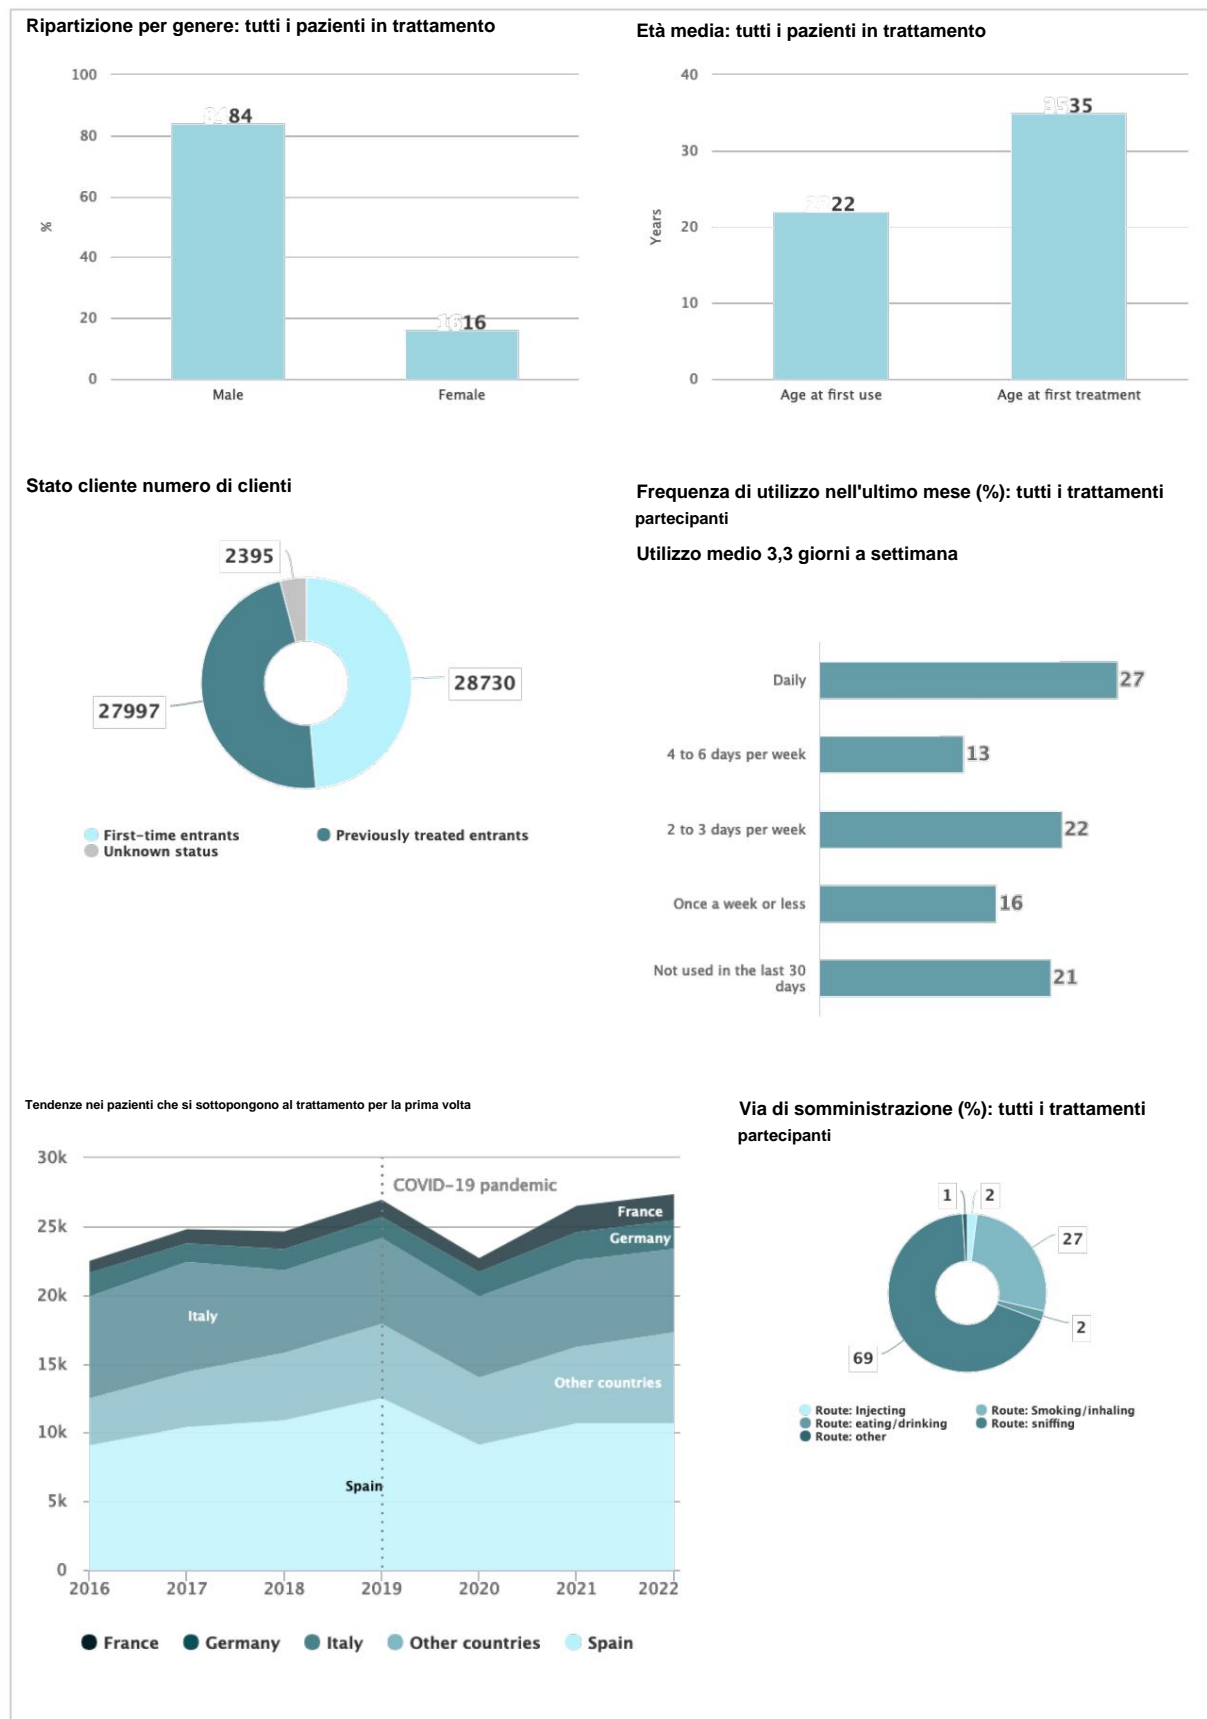 Ripartizione per genere: tutti i pazienti in trattamento
100
80
60
40
20
0
%
84
16
Male
Female
Età media: tutti i pazienti in trattamento
40
30
20
10
0
Years
22
35
Age at first use
Age at first treatment
Stato cliente numero di clienti
2395
28730
27997
First-time entrants
Previously treated entrants
Unknown status
Frequenza di utilizzo nell'ultimo mese (%): tutti i trattamenti
partecipanti
Utilizzo medio 3,3 giorni a settimana
Daily
27
4 to 6 days per week
13
2 to 3 days per week
22
Once a week or less
16
Not used in the last 30
days
21
Tendenze nei pazienti che si sottopongono al trattamento per la prima volta
30k
25k
20k
15k
10k
5k
0
COVID-19 pandemic
France
Germany
Italy
Other countries
Spain
2016 2017 2018 2019 2020 2021 2022
France Germany Italy Other countries Spain
Via di somministrazione (%): tutti i trattamenti
partecipanti
1
2
27
2
69
Route: Injecting
Route: Smoking/inhaling
Route: eating/drinking
Route: sniffing
Route: other